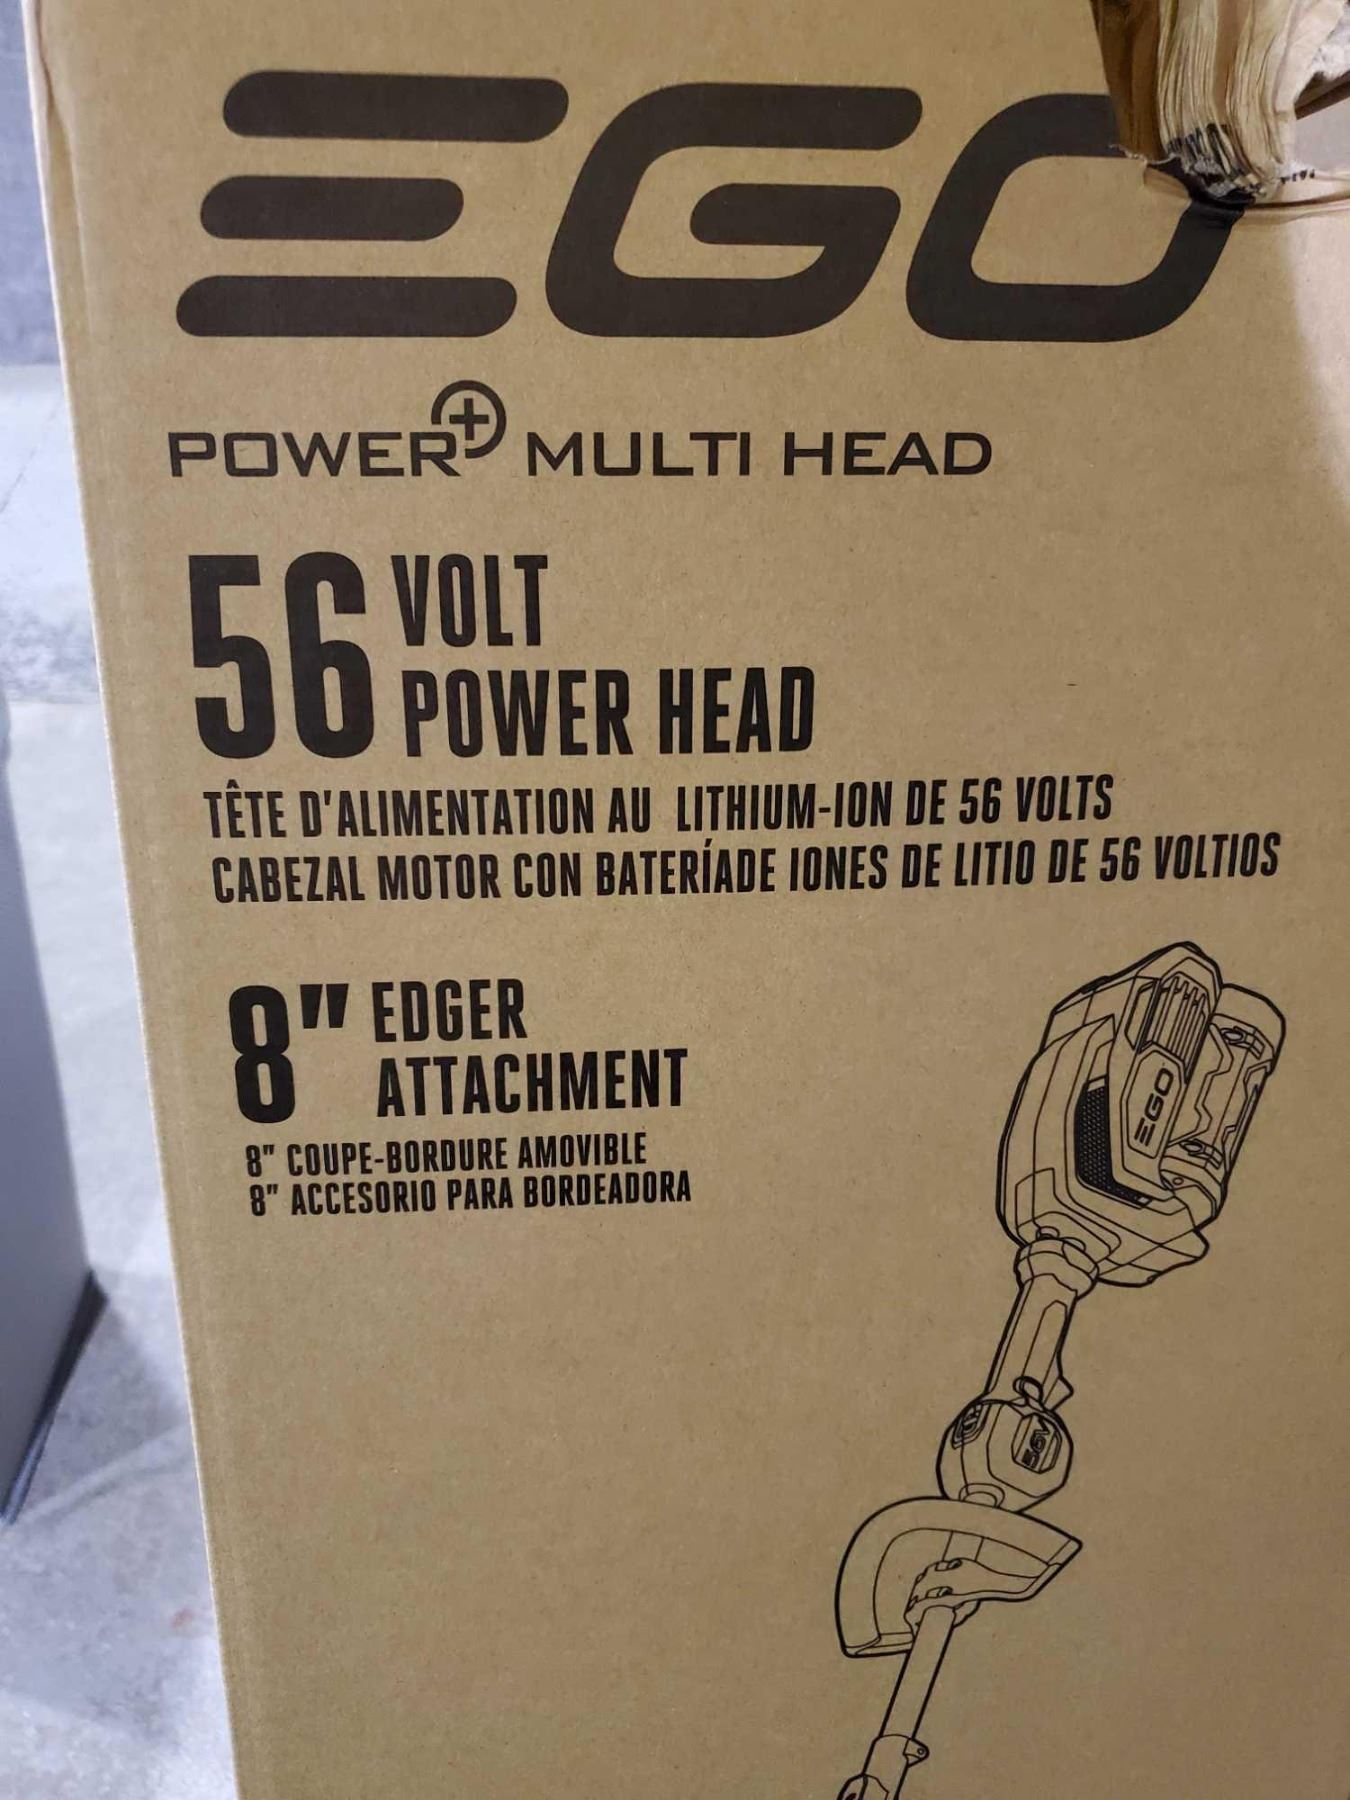 EGO
POWER+ MULTI HEAD
56 VOLT
POWER HEAD
TÊTE D'ALIMENTATION AU LITHIUM-ION DE 56 VOLTS
CABEZAL MOTOR CON BATERÍADE IONES DE LITIO DE 56 VOLTIOS
8" EDGER
ATTACHMENT
8" COUPE-BORDURE AMOVIBLE
8" ACCESORIO PARA BORDEADORA
EGO
56V